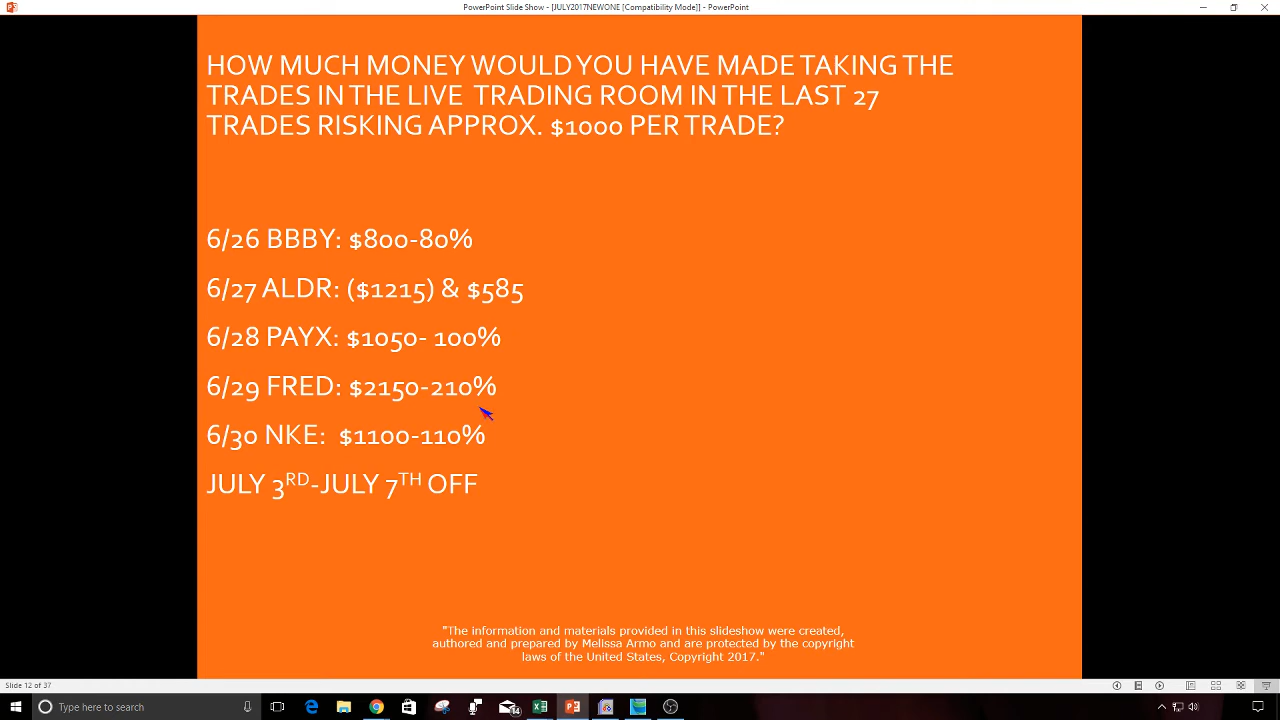 PowerPoint Slide Show - [JULY2017NEWONE [Compatibility Mode]] - PowerPoint
HOW MUCH MONEY WOULD YOU HAVE MADE TAKING THE
TRADES IN THE LIVE TRADING ROOM IN THE LAST 27
TRADES RISKING APPROX. $1000 PER TRADE?
6/26 BBBY: $800-80%
6/27 ALDR: ($1215) & $585
6/28 PAYX: $1050- 100%
6/29 FRED: $2150-210%
6/30 NKE: $1100-110%
JULY 3RD-JULY 7TH OFF
"The information and materials provided in this slideshow were created,
authored and prepared by Melissa Armo and are protected by the copyright
laws of the United States, Copyright 2017."
Slide 12 of 37
Type here to search
14